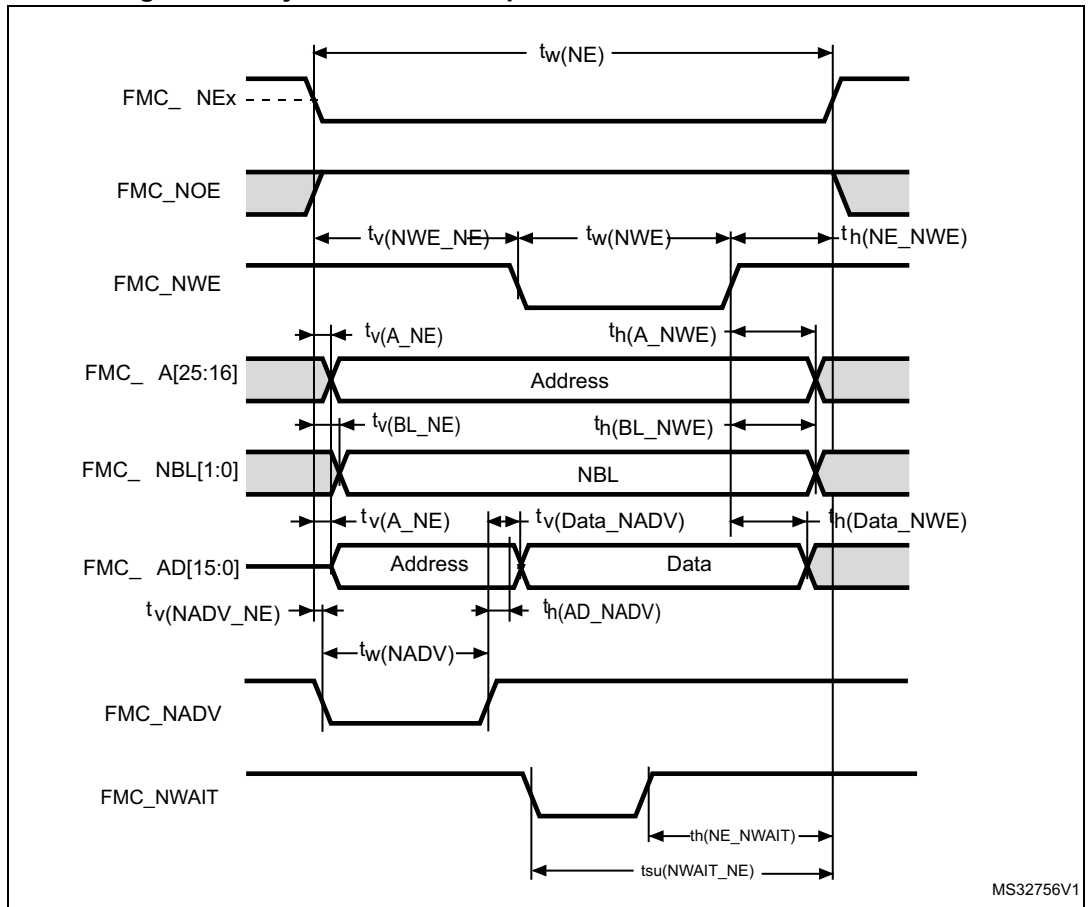 tw(NE)
FMC_ NEx
FMC_NOE
tv(NWE_NE) tw(NWE) th(NE_NWE)
FMC_NWE
tv(A_NE) th(A_NWE)
FMC_ A[25:16] Address
tv(BL_NE) th(BL_NWE)
FMC_ NBL[1:0] NBL
tv(A_NE) tv(Data_NADV) th(Data_NWE)
FMC_ AD[15:0] Address Data
tv(NADV_NE) th(AD_NADV)
tw(NADV)
FMC_NADV
FMC_NWAIT
th(NE_NWAIT)
tsu(NWAIT_NE)
MS32756V1